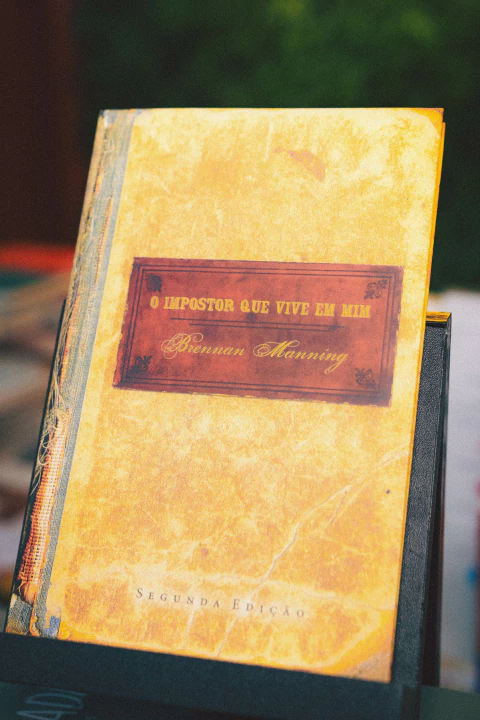 O IMPOSTOR QUE VIVE EM MIM
Brennan Manning
SEGUNDA EDIÇÃO